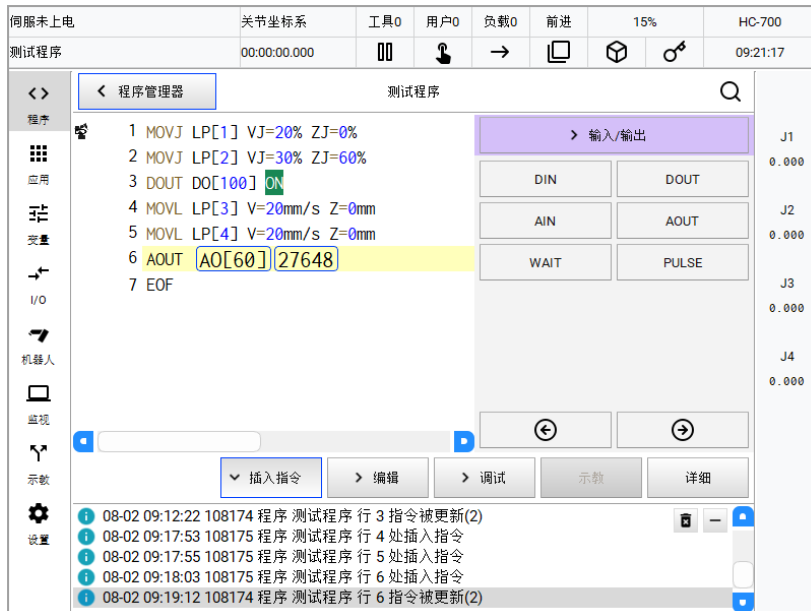 伺服未上电 关节坐标系 工具0 用户0 负载0 前进 15% HC-700
测试程序 00:00:00.000 09:21:17
程序
应用
变量
I/O
机器人
监视
示教
设置
程序管理器 测试程序
1 MOVJ LP[1] VJ=20% ZJ=0%
2 MOVJ LP[2] VJ=30% ZJ=60%
3 DOUT DO[100] ON
4 MOVL LP[3] V=20mm/s Z=0mm
5 MOVL LP[4] V=20mm/s Z=0mm
6 AOUT AO[60] 27648
7 EOF
输入/输出
DIN DOUT
AIN AOUT
WAIT PULSE
J1
0.000
J2
0.000
J3
0.000
J4
0.000
插入指令 编辑 调试 示教 详细
08-02 09:12:22 108174 程序 测试程序 行 3 指令被更新(2)
08-02 09:17:53 108175 程序 测试程序 行 4 处插入指令
08-02 09:17:55 108175 程序 测试程序 行 5 处插入指令
08-02 09:18:03 108175 程序 测试程序 行 6 处插入指令
08-02 09:19:12 108174 程序 测试程序 行 6 指令被更新(2)